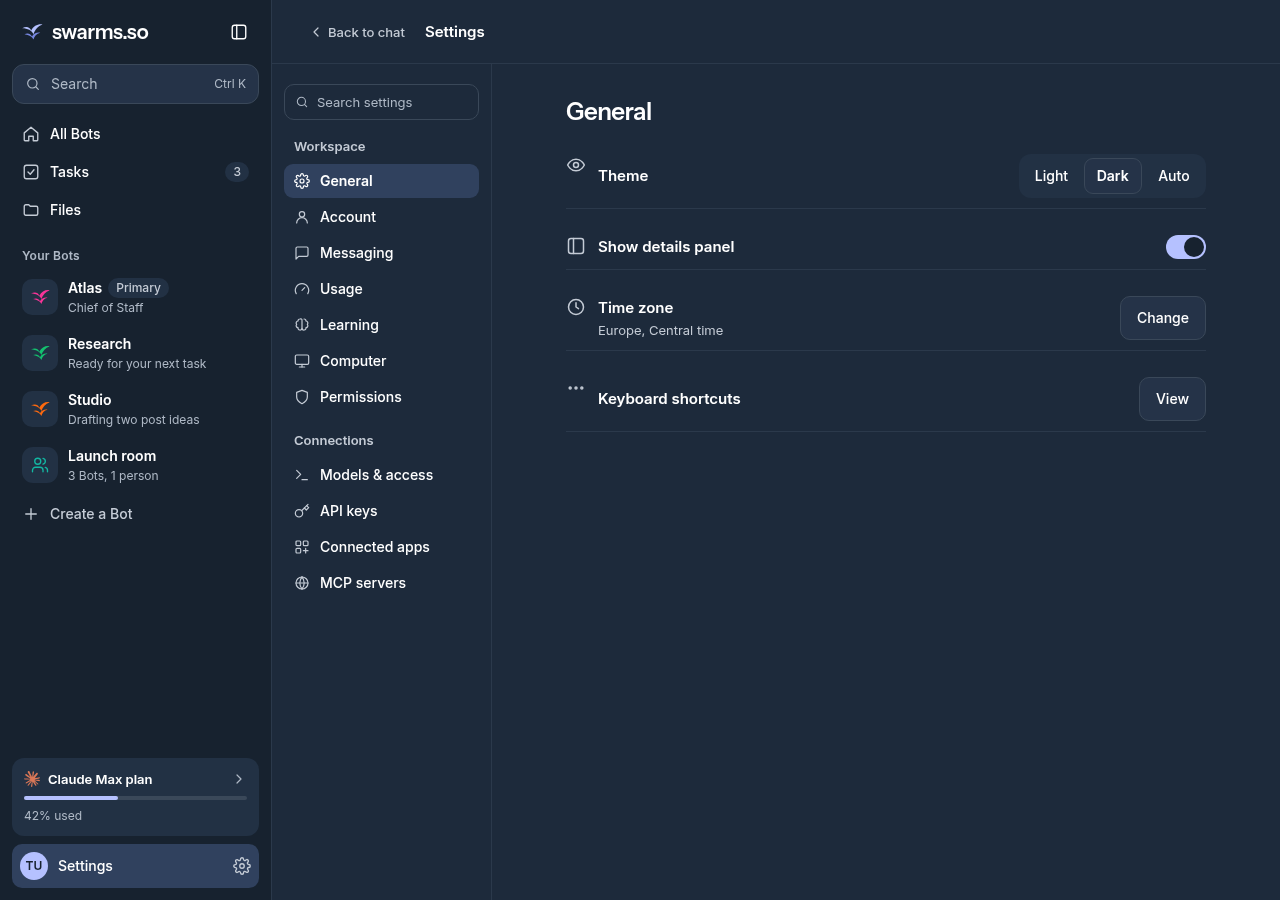 swarms.so
Search
Ctrl K
All Bots
Tasks
3
Files
Your Bots
Atlas
Primary
Chief of Staff
Research
Ready for your next task
Studio
Drafting two post ideas
Launch room
3 Bots, 1 person
Create a Bot
Claude Max plan
42% used
TU
Settings
Back to chat
Settings
Search settings
Workspace
General
Account
Messaging
Usage
Learning
Computer
Permissions
Connections
Models & access
API keys
Connected apps
MCP servers
General
Theme
Light
Dark
Auto
Show details panel
Time zone
Europe, Central time
Change
Keyboard shortcuts
View